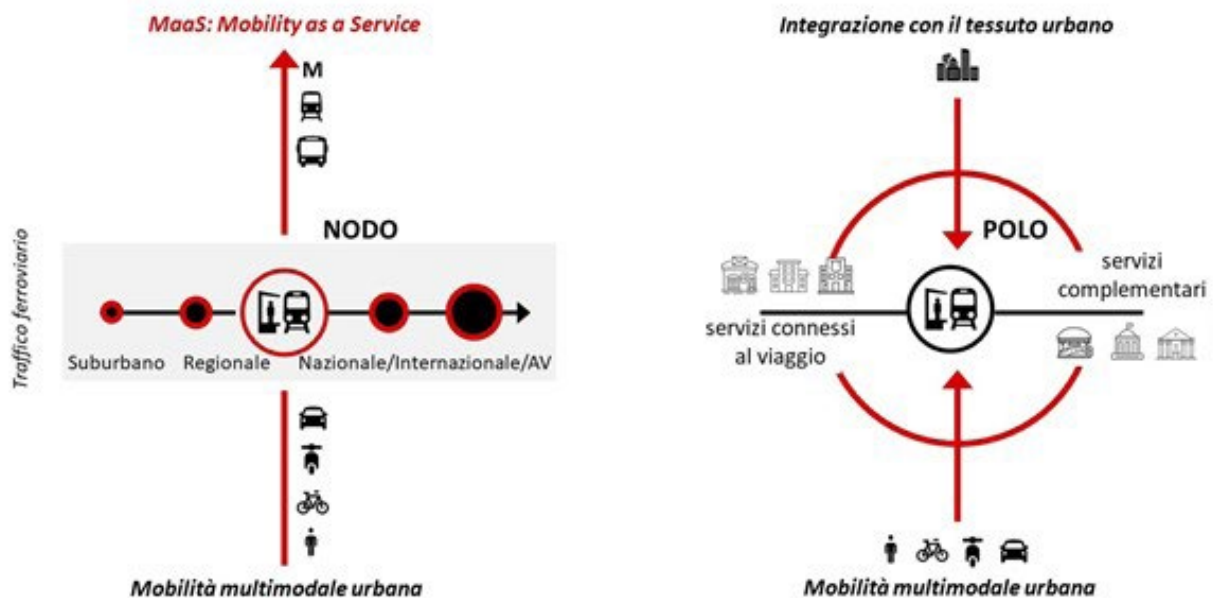 MaaS: Mobility as a Service
M
NODO
Traffico ferroviario
Suburbano
Regionale
Nazionale/Internazionale/AV
Mobilità multimodale urbana
Integrazione con il tessuto urbano
POLO
servizi
complementari
servizi connessi
al viaggio
Mobilità multimodale urbana